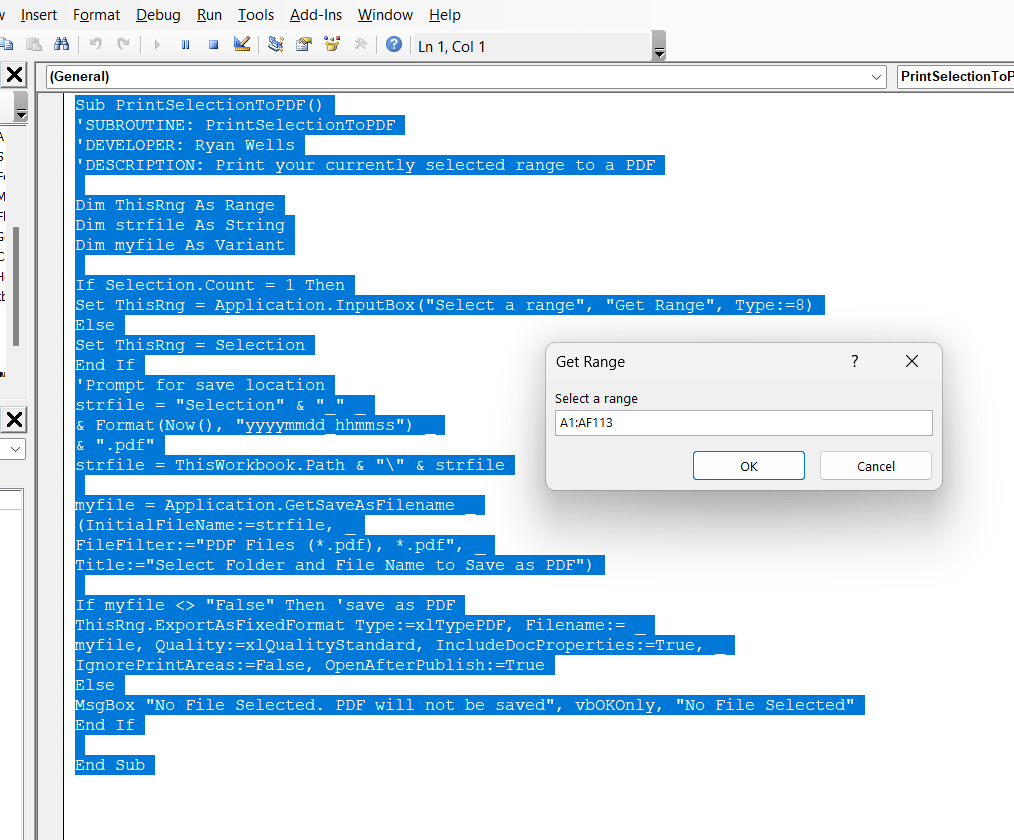 Insert Format Debug Run Tools Add-Ins Window Help
Ln 1, Col 1
(General)
Sub PrintSelectionToPDF()
'SUBROUTINE: PrintSelectionToPDF
'DEVELOPER: Ryan Wells
'DESCRIPTION: Print your currently selected range to a PDF
Dim ThisRng As Range
Dim strfile As String
Dim myfile As Variant
If Selection.Count = 1 Then
Set ThisRng = Application.InputBox("Select a range", "Get Range", Type:=8)
Else
Set ThisRng = Selection
End If
'Prompt for save location
strfile = "Selection" & "_" _
& Format(Now(), "yyyymmdd_hhmmss") _
& ".pdf"
strfile = ThisWorkbook.Path & "\" & strfile
myfile = Application.GetSaveAsFilename _
(InitialFileName:=strfile, _
FileFilter:="PDF Files (*.pdf), *.pdf", _
Title:="Select Folder and File Name to Save as PDF")
If myfile <> "False" Then 'save as PDF
ThisRng.ExportAsFixedFormat Type:=xlTypePDF, Filename:= _
myfile, Quality:=xlQualityStandard, IncludeDocProperties:=True, _
IgnorePrintAreas:=False, OpenAfterPublish:=True
Else
MsgBox "No File Selected. PDF will not be saved", vbOKOnly, "No File Selected"
End If
End Sub
PrintSelectionToP
Get Range
Select a range
A1:AF113
OK
Cancel